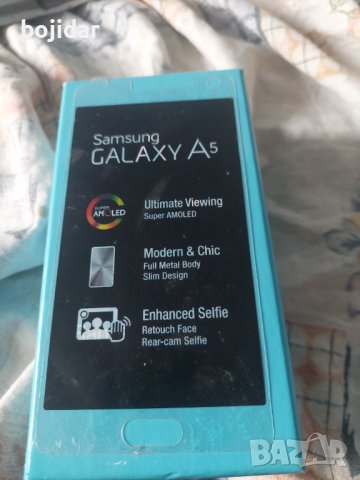 bojidar
Samsung
GALAXY A5
SUPER
AMOLED
Ultimate Viewing
Super AMOLED
Modern & Chic
Full Metal Body
Slim Design
Enhanced Selfie
Retouch Face
Rear-cam Selfie
BAZAR